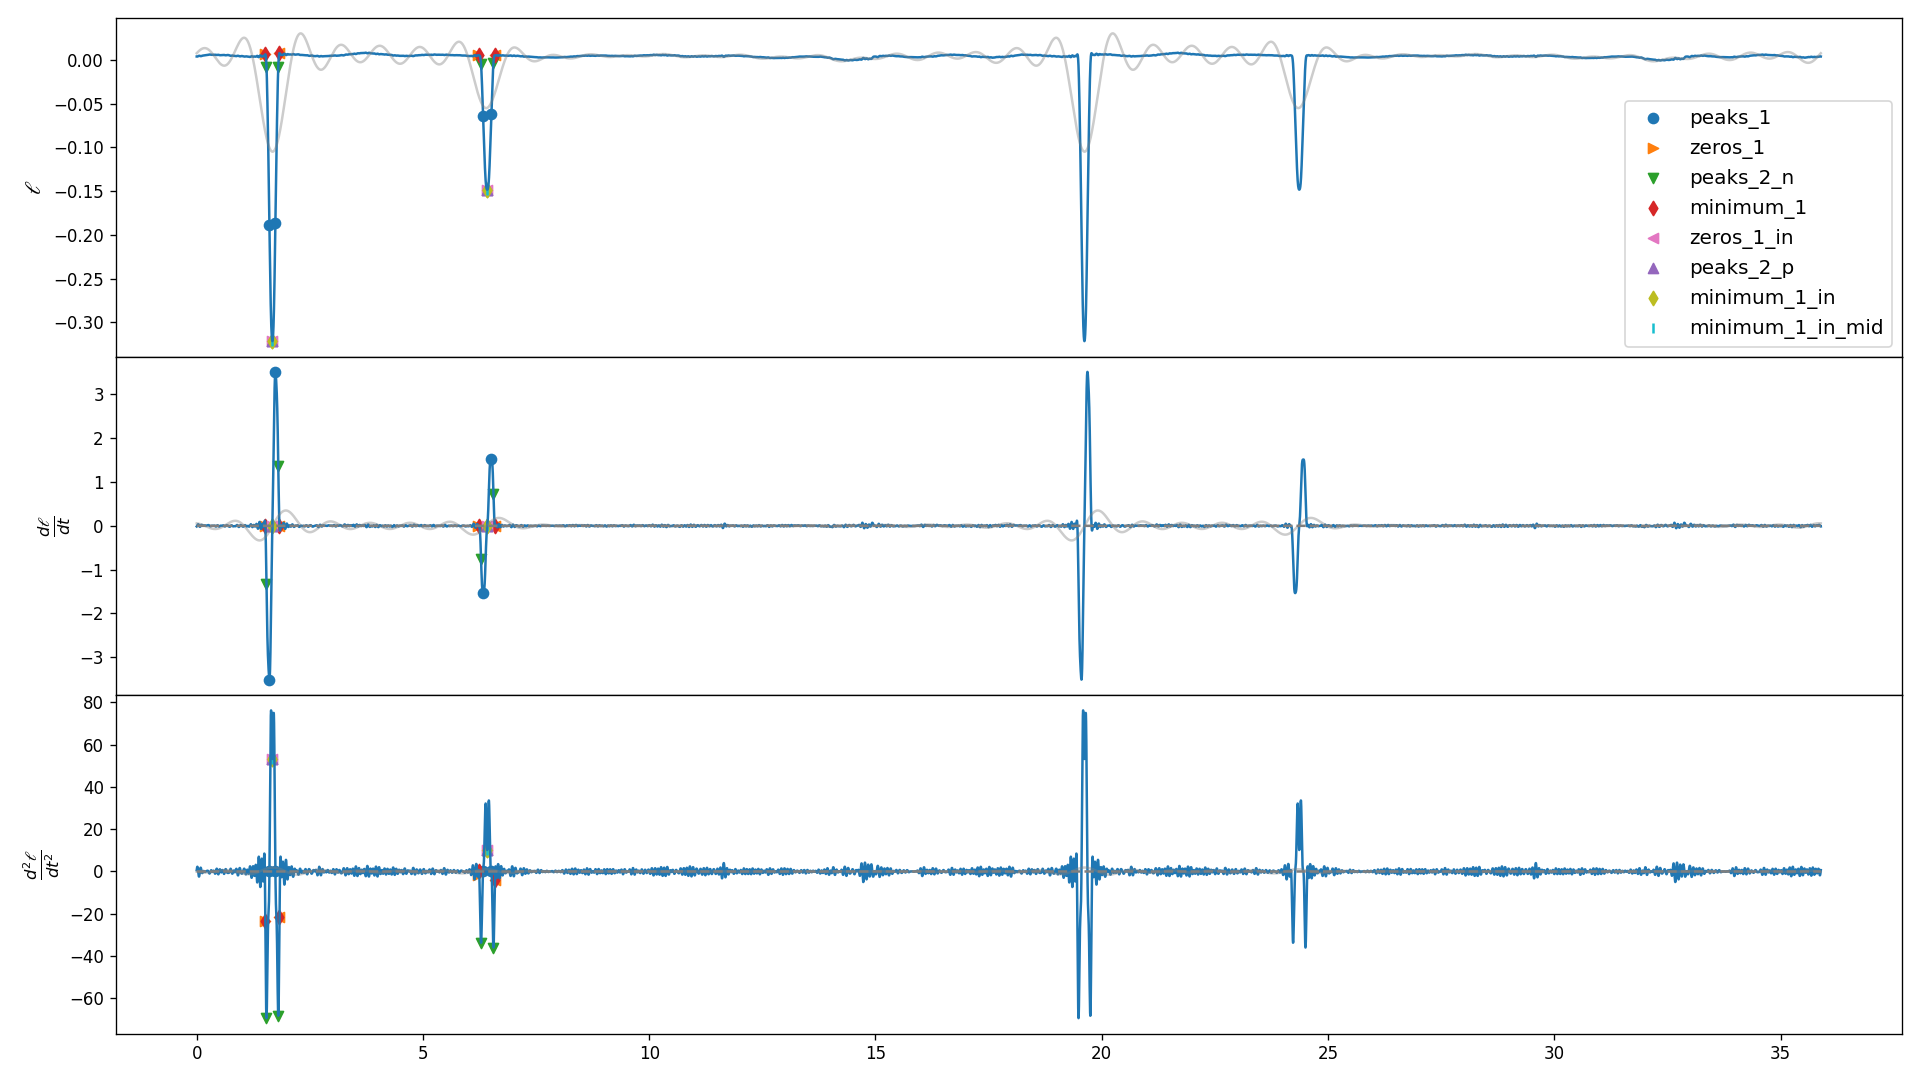 0.00
−0.05
−0.10
−0.15
−0.20
−0.25
−0.30
ℓ
peaks_1
zeros_1
peaks_2_n
minimum_1
zeros_1_in
peaks_2_p
minimum_1_in
minimum_1_in_mid
3
2
1
0
−1
−2
−3
dℓ
dt
80
60
40
20
0
−20
−40
−60
d²ℓ
dt²
0 5 10 15 20 25 30 35